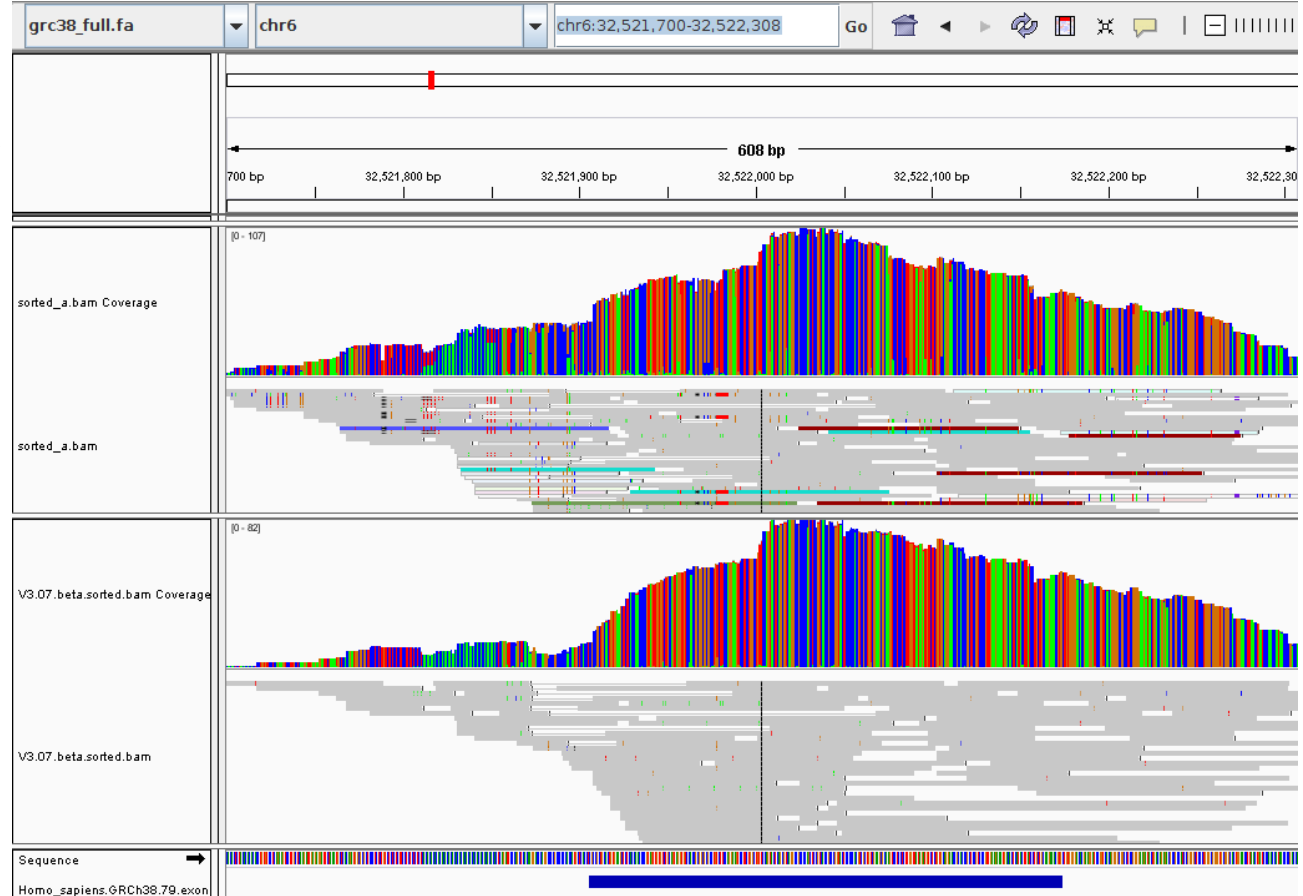 grc38_full.fa chr6 chr6:32,521,700-32,522,308 Go
608 bp
700 bp 32,521,800 bp 32,521,900 bp 32,522,000 bp 32,522,100 bp 32,522,200 bp 32,522,30
[0 - 107]
sorted_a.bam Coverage
sorted_a.bam
[0 - 82]
V3.07.beta.sorted.bam Coverage
V3.07.beta.sorted.bam
Sequence
Homo_sapiens.GRCh38.79.exon